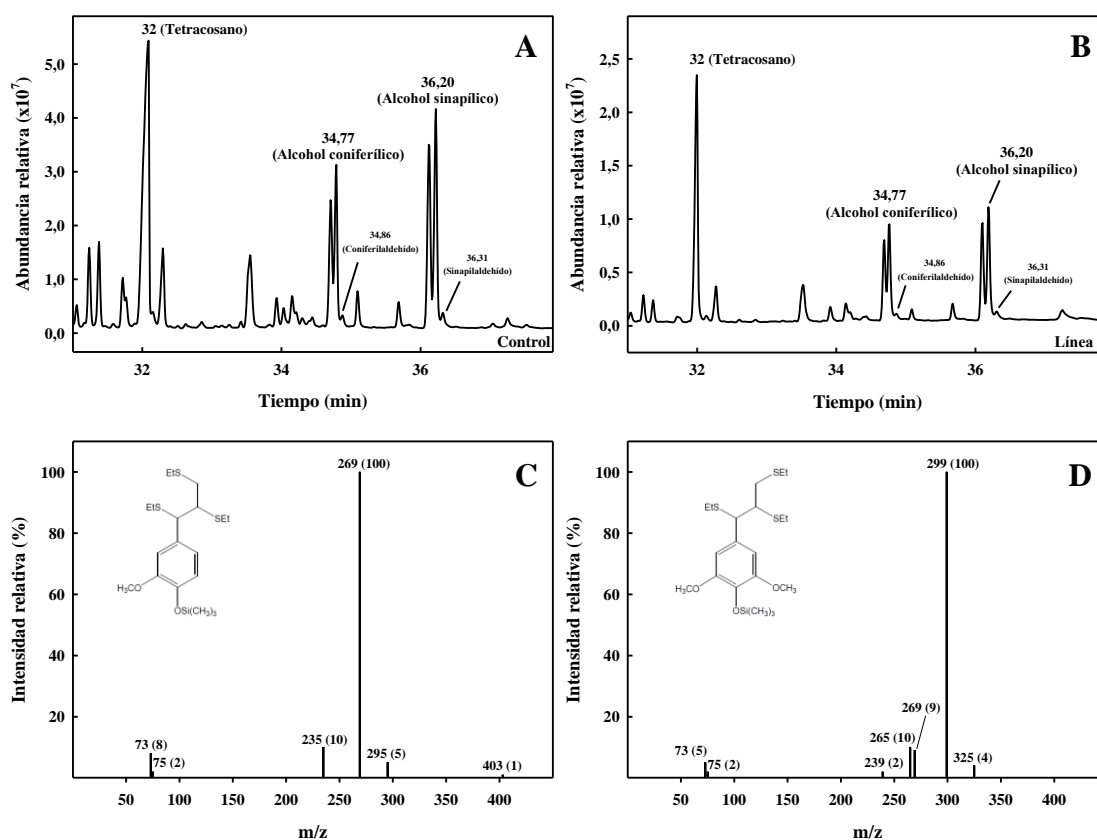 A
32 (Tetracosano)
36,20
(Alcohol sinapílico)
34,77
(Alcohol coniferílico)
34,86
(Coniferilaldehído)
36,31
(Sinapilaldehído)
Control
Abundancia relativa (x10⁷)
5,0
4,0
3,0
2,0
1,0
0,0
32
34
36
Tiempo (min)
B
32 (Tetracosano)
36,20
(Alcohol sinapílico)
34,77
(Alcohol coniferílico)
34,86
(Coniferilaldehído)
36,31
(Sinapilaldehído)
Línea
Abundancia relativa (x10⁷)
2,5
2,0
1,5
1,0
0,5
0,0
32
34
36
Tiempo (min)
C
269 (100)
EtS
EtS
SEt
H₃CO
OSi(CH₃)₃
73 (8)
75 (2)
235 (10)
295 (5)
403 (1)
Intensidad relativa (%)
100
80
60
40
20
50
100
150
200
250
300
350
400
m/z
D
299 (100)
SEt
EtS
SEt
H₃CO
OCH₃
OSi(CH₃)₃
269 (9)
73 (5)
75 (2)
265 (10)
239 (2)
325 (4)
Intensidad relativa (%)
100
80
60
40
20
50
100
150
200
250
300
350
400
m/z